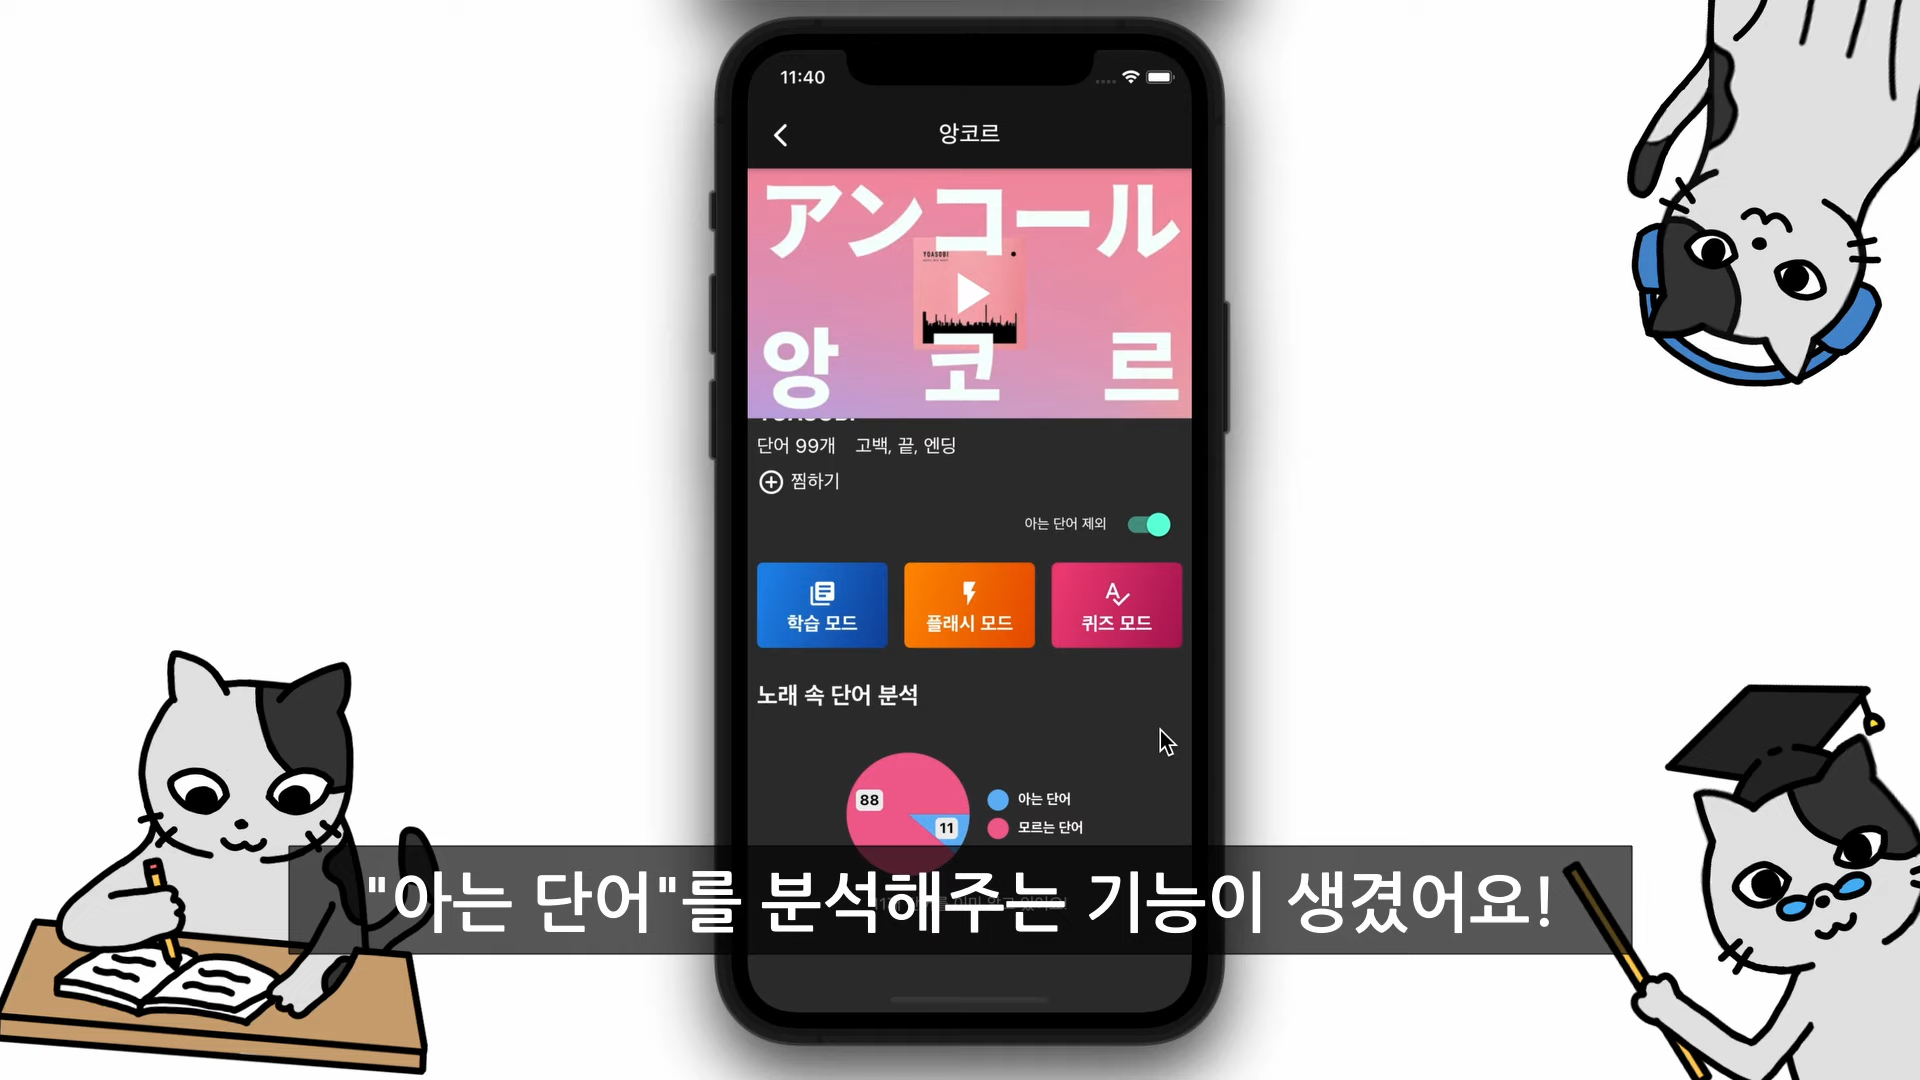 11:40
앙코르
アンコール
YOASOBI
앙 코 르
단어 99개 고백, 끝, 엔딩
찜하기
아는 단어 제외
학습 모드
플래시 모드
퀴즈 모드
노래 속 단어 분석
88
11
아는 단어
모르는 단어
"아는 단어"를 분석해주는 기능이 생겼어요!